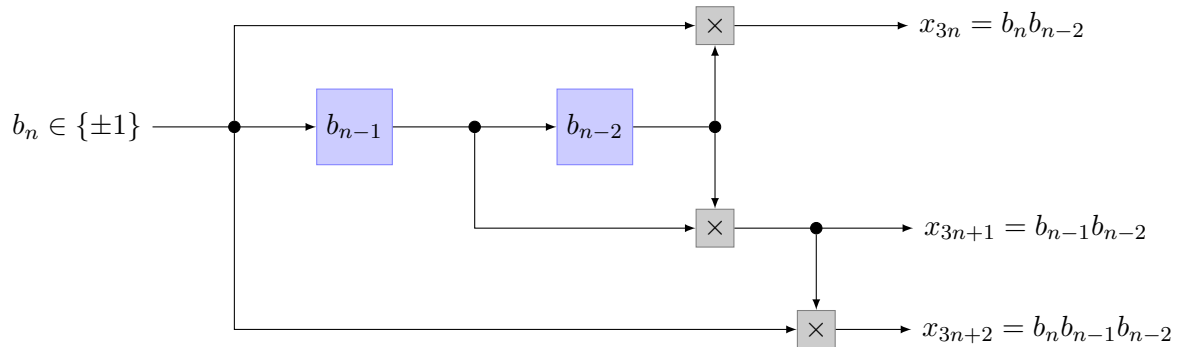 ×
x_{3n} = b_n b_{n−2}
b_n ∈ {±1}
b_{n−1}
b_{n−2}
×
x_{3n+1} = b_{n−1} b_{n−2}
×
x_{3n+2} = b_n b_{n−1} b_{n−2}